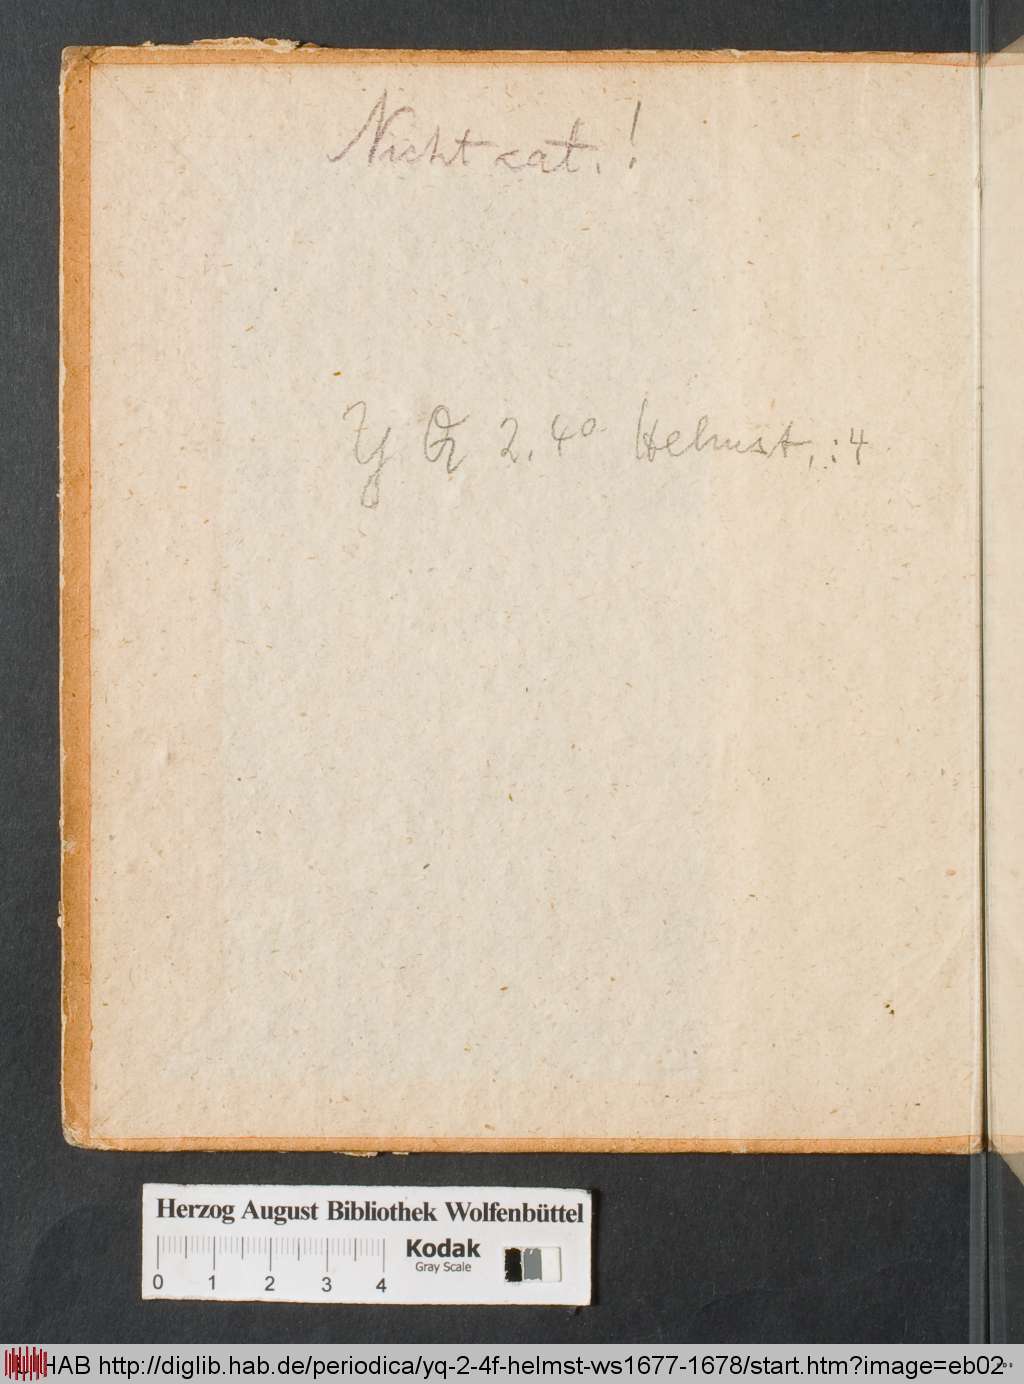 Nicht cat.!
Y Q 2. 4° Helmst. :4
Herzog August Bibliothek Wolfenbüttel
Kodak
Gray Scale
0 1 2 3 4
HAB http://diglib.hab.de/periodica/yq-2-4f-helmst-ws1677-1678/start.htm?image=eb02